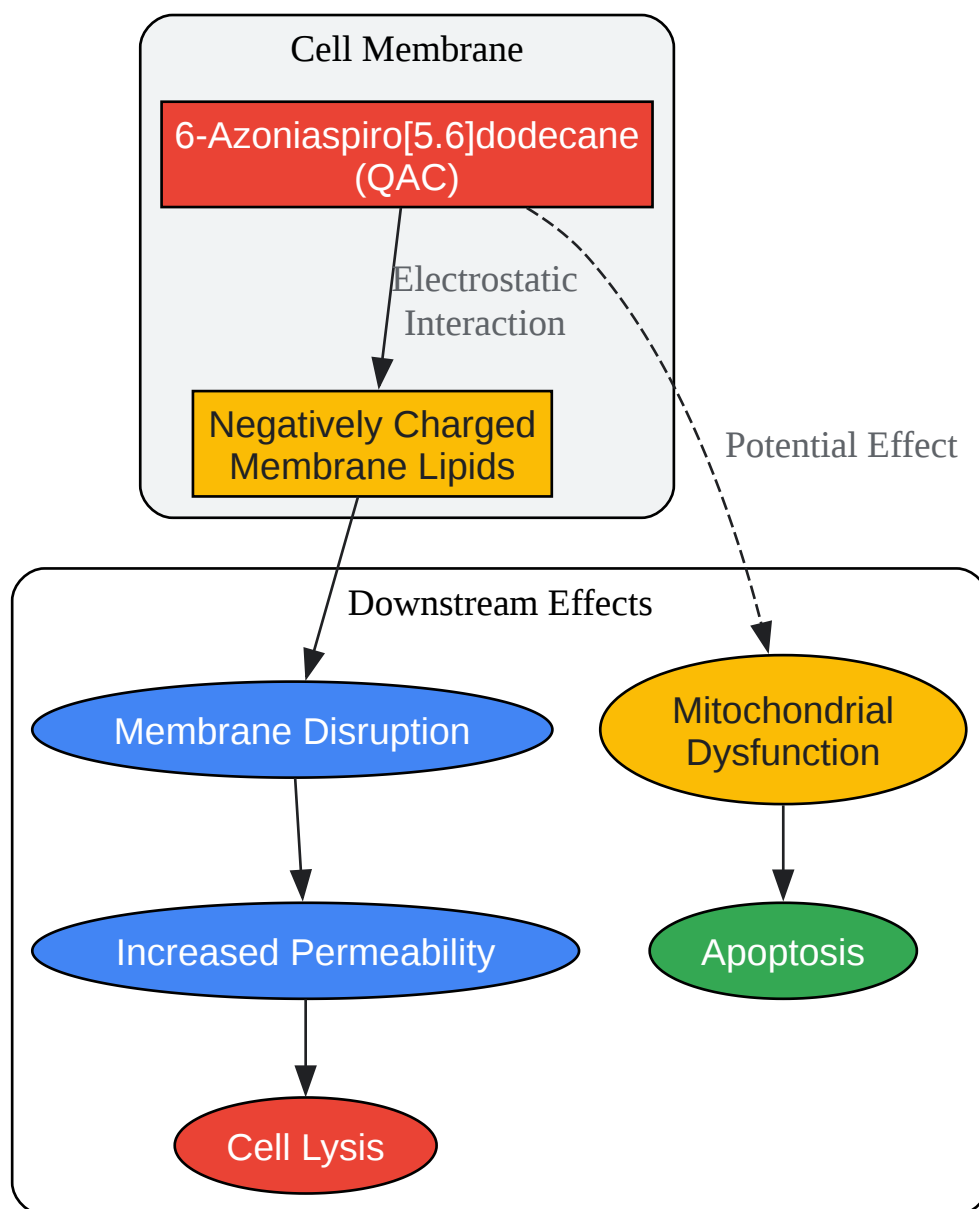 Cell Membrane
6-Azoniaspiro[5.6]dodecane
(QAC)
Electrostatic
Interaction
Negatively Charged
Membrane Lipids
Potential Effect
Downstream Effects
Membrane Disruption
Mitochondrial
Dysfunction
Increased Permeability
Apoptosis
Cell Lysis